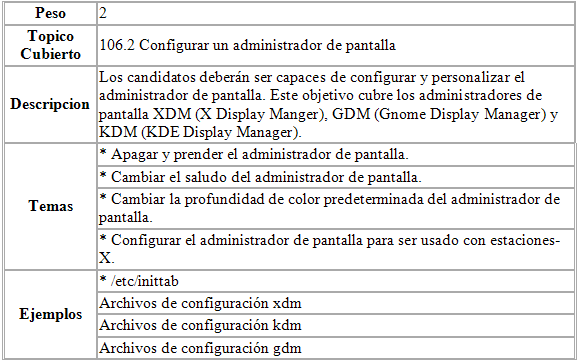 Peso 2
Topico Cubierto 106.2 Configurar un administrador de pantalla
Descripcion
Los candidatos deberán ser capaces de configurar y personalizar el
administrador de pantalla. Este objetivo cubre los administradores de
pantalla XDM (X Display Manger), GDM (Gnome Display Manager) y
KDM (KDE Display Manager).
Temas
* Apagar y prender el administrador de pantalla.
* Cambiar el saludo del administrador de pantalla.
* Cambiar la profundidad de color predeterminada del administrador de
pantalla.
* Configurar el administrador de pantalla para ser usado con estaciones-
X.
Ejemplos
* /etc/inittab
Archivos de configuración xdm
Archivos de configuración kdm
Archivos de configuración gdm